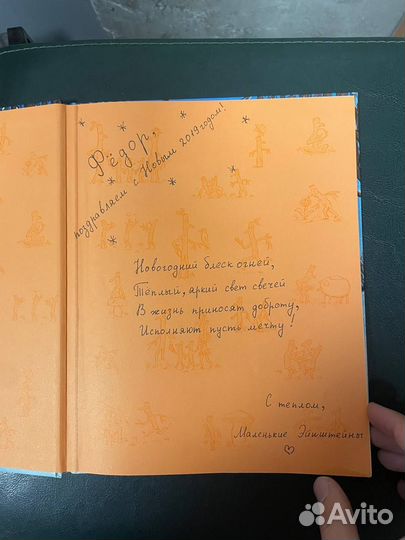 Фёдор,
поздравляем с Новым 2019 годом!
Новогодний блеск огней,
Тёплый, яркий свет свечей
В жизнь приносят доброту,
Исполняют пусть мечту!
С теплом,
Маленькие Эйнштейны
Avito